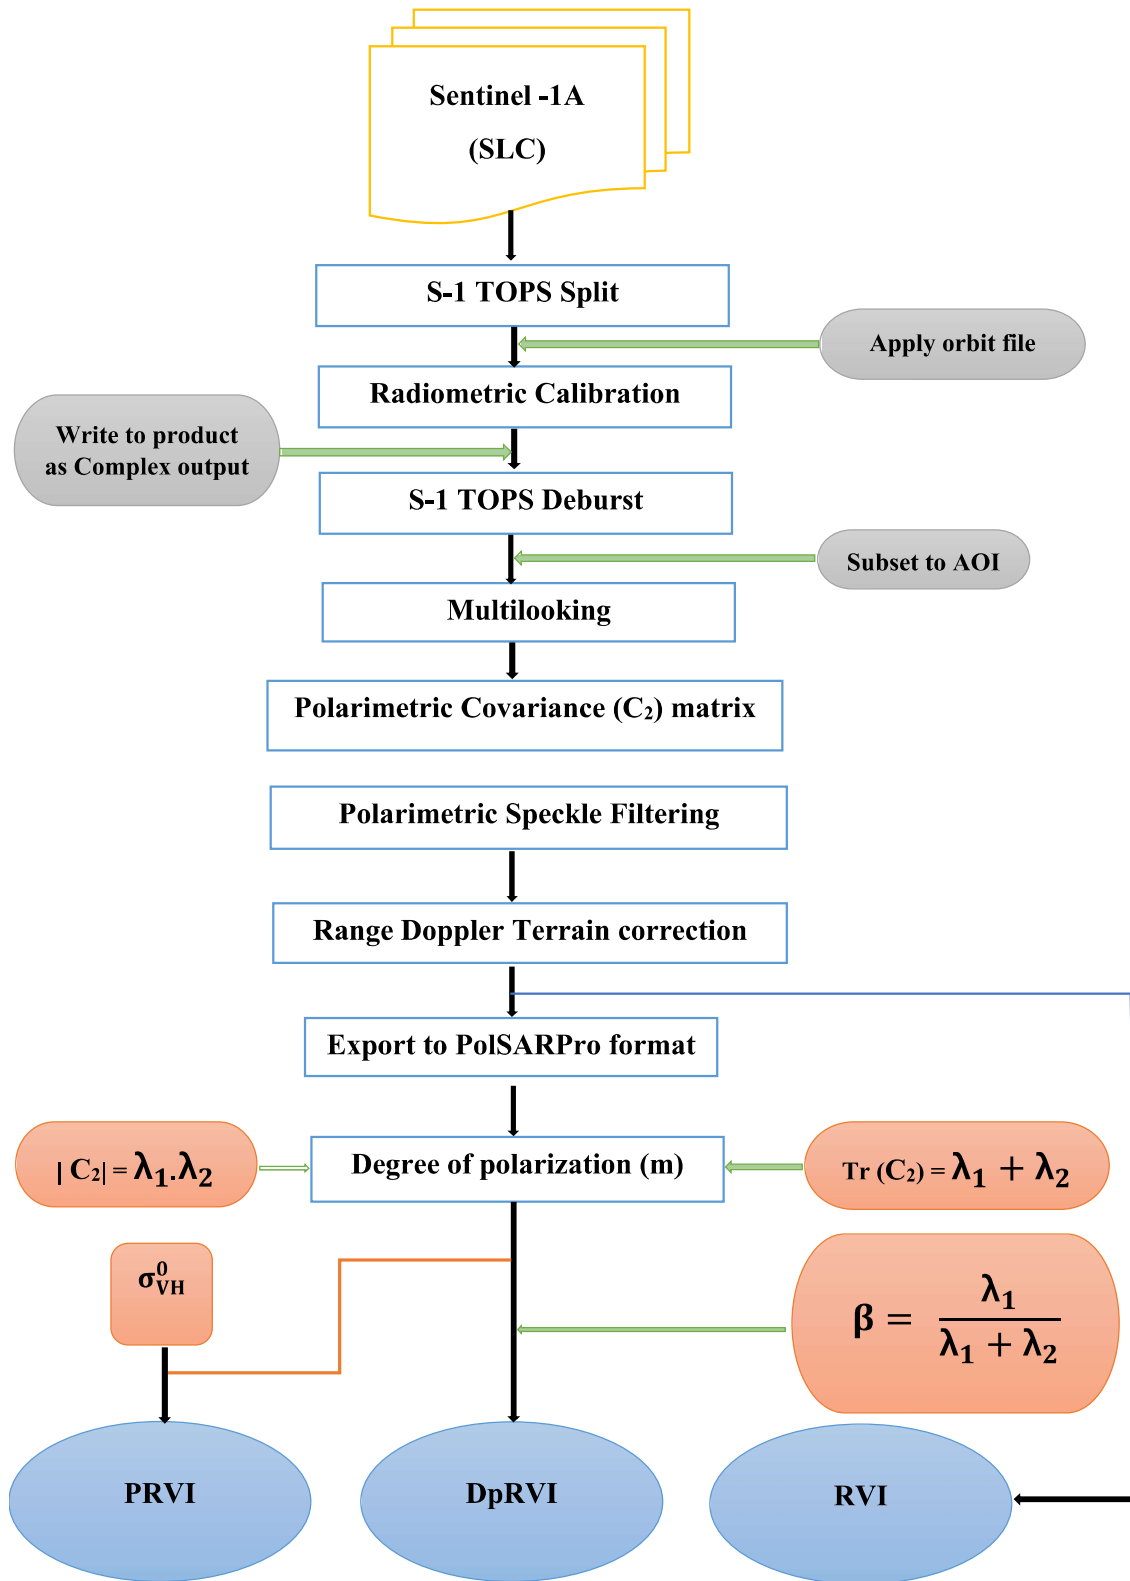 Sentinel -1A
(SLC)
S-1 TOPS Split
Apply orbit file
Radiometric Calibration
Write to product
as Complex output
S-1 TOPS Deburst
Subset to AOI
Multilooking
Polarimetric Covariance (C₂) matrix
Polarimetric Speckle Filtering
Range Doppler Terrain correction
Export to PolSARPro format
| C₂| = λ₁.λ₂
Degree of polarization (m)
Tr (C₂) = λ₁ + λ₂
σ⁰VH
β = λ₁ / (λ₁ + λ₂)
PRVI
DpRVI
RVI